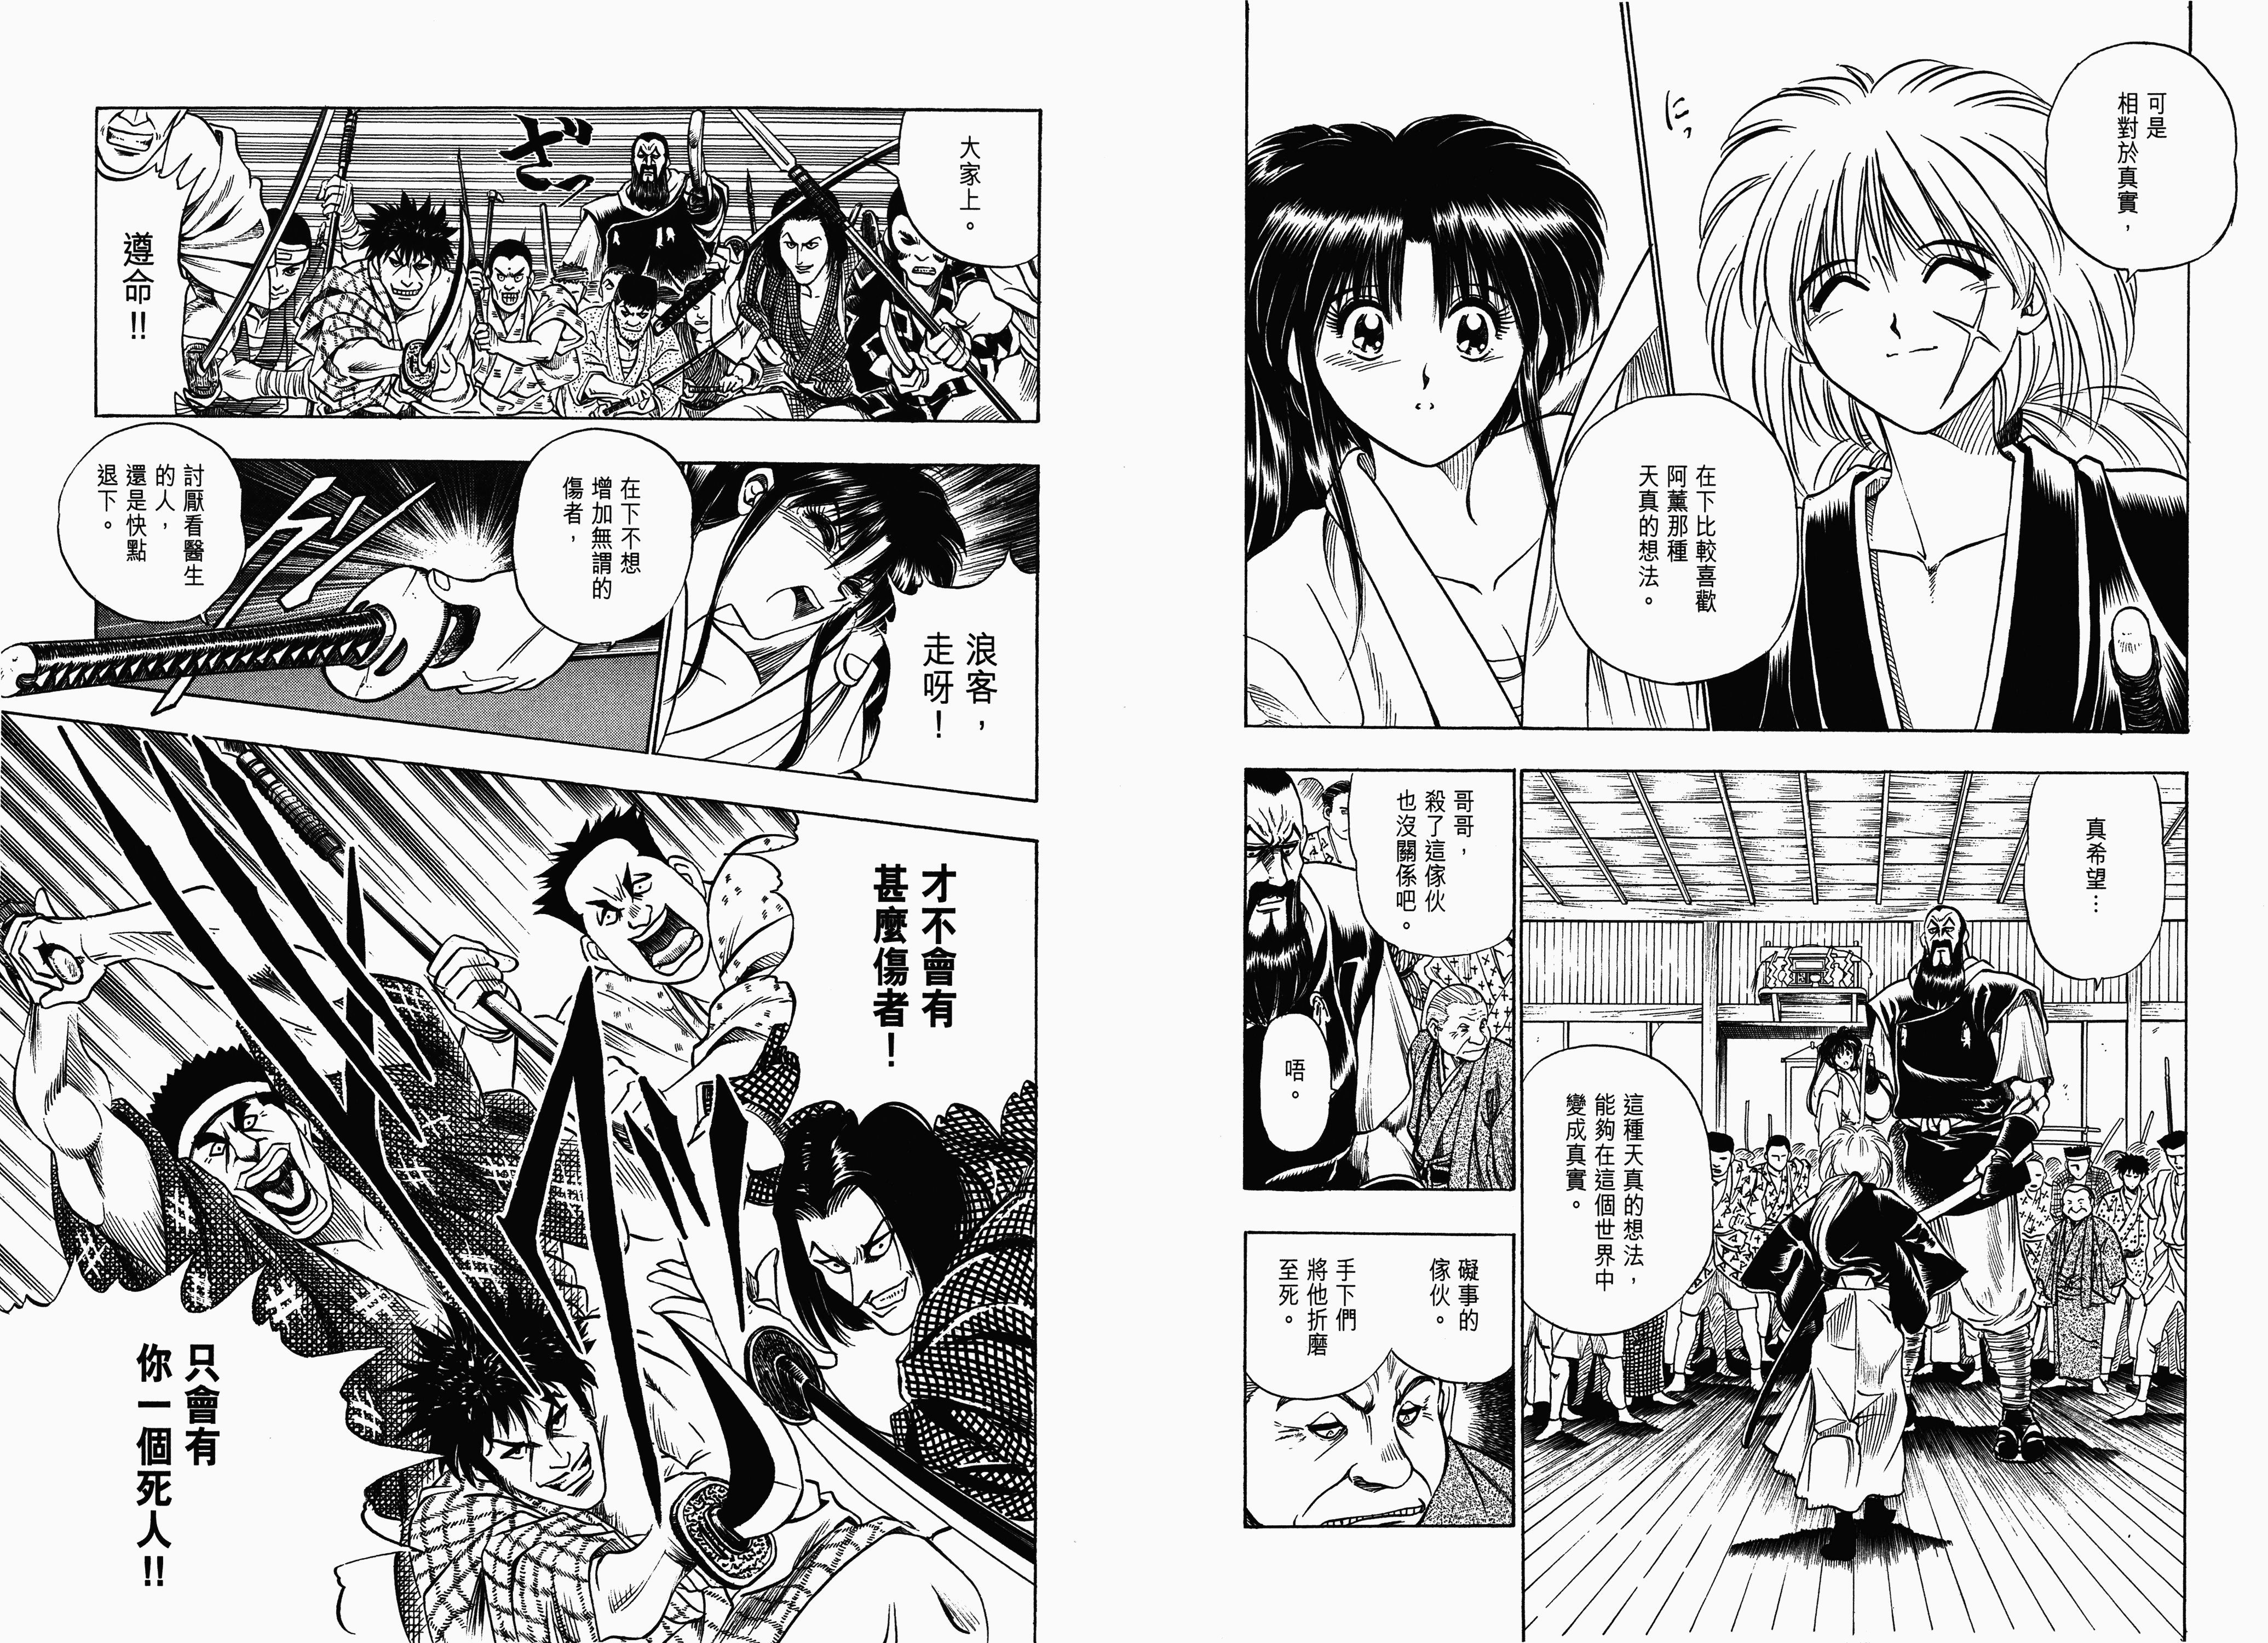 可是
相對於真實，
に，
在下比較喜歡
阿薰那種
天真的想法。
真希望…
這種天真的想法，
能夠在這個世界中
變成真實。
哥哥，
殺了這傢伙
也沒關係吧。
唔。
礙事的
傢伙。
手下們
將他折磨
至死。
大家上。
ざっ
遵命!!
浪客，
走呀！
在下不想
增加無謂的
傷者，
討厭看醫生
的人，
還是快點
退下。
才不會有
甚麼傷者！
只會有
你一個死人!!